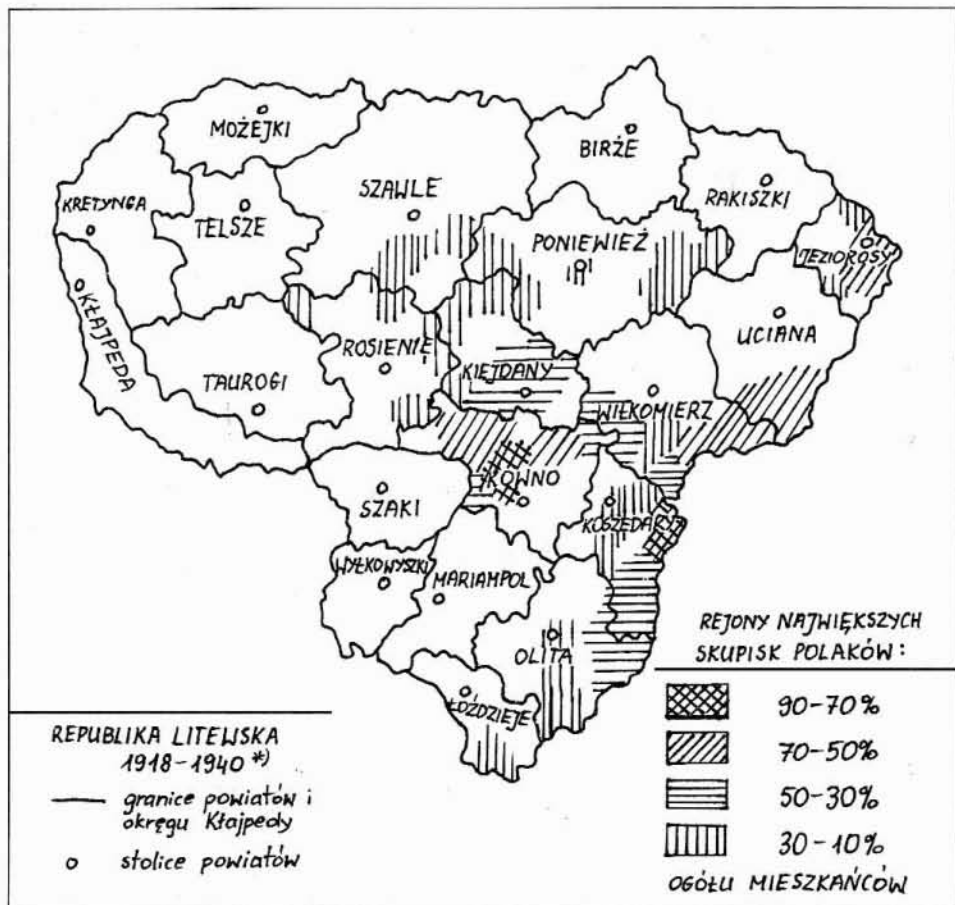 MOŻEJKI
BIRŻE
KRETYNGA
TELSZE
SZAWLE
RAKISZKI
PONIEWIEŻ
JEZIOROSY
KŁAJPEDA
ROSIENIE
UCIANA
TAUROGI
KIEJDANY
WIŁKOMIERZ
KOWNO
SZAKI
KOSZEDARY
WYŁKOWYSZKI
MARIAMPOL
OLITA
ŁOŹDZIEJE
REPUBLIKA LITEWSKA
1918-1940 *)
granice powiatów i
okręgu Kłajpedy
stolice powiatów
REJONY NAJWIĘKSZYCH
SKUPISK POLAKÓW:
90-70%
70-50%
50-30%
30-10%
OGÓŁU MIESZKAŃCÓW